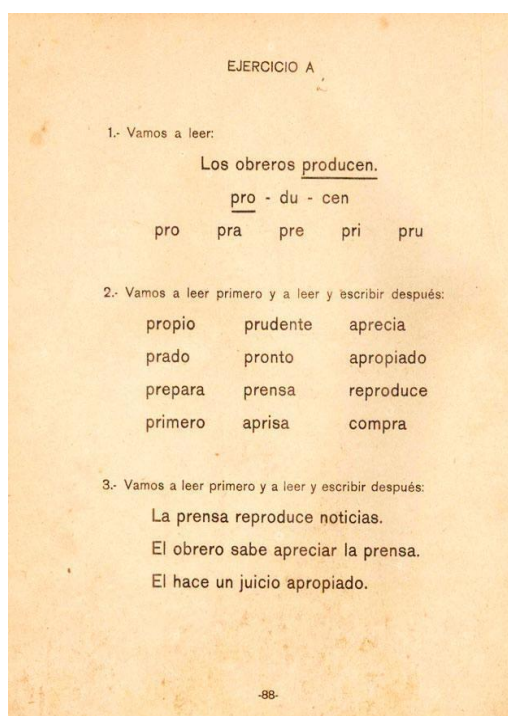 EJERCICIO A
1.- Vamos a leer:
Los obreros producen.
pro - du - cen
pro pra pre pri pru
2.- Vamos a leer primero y a leer y escribir después:
propio prudente aprecia
prado pronto apropiado
prepara prensa reproduce
primero aprisa compra
3.- Vamos a leer primero y a leer y escribir después:
La prensa reproduce noticias.
El obrero sabe apreciar la prensa.
El hace un juicio apropiado.
-88-